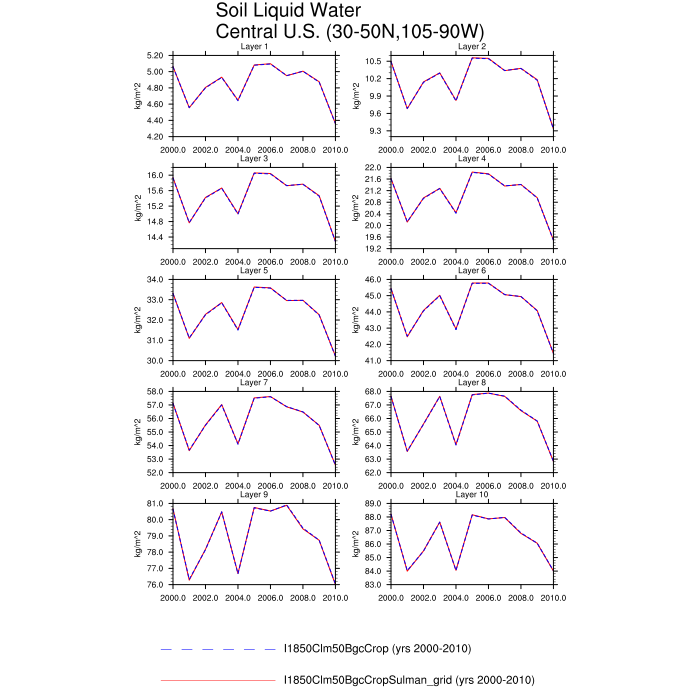 Soil Liquid Water
Central U.S. (30-50N,105-90W)
Layer 1
5.20
5.00
4.80
4.60
4.40
4.20
kg/m^2
2000.0 2002.0 2004.0 2006.0 2008.0 2010.0
Layer 2
10.5
10.2
9.9
9.6
9.3
kg/m^2
2000.0 2002.0 2004.0 2006.0 2008.0 2010.0
Layer 3
16.0
15.6
15.2
14.8
14.4
kg/m^2
2000.0 2002.0 2004.0 2006.0 2008.0 2010.0
Layer 4
22.0
21.6
21.2
20.8
20.4
20.0
19.6
19.2
kg/m^2
2000.0 2002.0 2004.0 2006.0 2008.0 2010.0
Layer 5
34.0
33.0
32.0
31.0
30.0
kg/m^2
2000.0 2002.0 2004.0 2006.0 2008.0 2010.0
Layer 6
46.0
45.0
44.0
43.0
42.0
41.0
kg/m^2
2000.0 2002.0 2004.0 2006.0 2008.0 2010.0
Layer 7
58.0
57.0
56.0
55.0
54.0
53.0
52.0
kg/m^2
2000.0 2002.0 2004.0 2006.0 2008.0 2010.0
Layer 8
68.0
67.0
66.0
65.0
64.0
63.0
62.0
kg/m^2
2000.0 2002.0 2004.0 2006.0 2008.0 2010.0
Layer 9
81.0
80.0
79.0
78.0
77.0
76.0
kg/m^2
2000.0 2002.0 2004.0 2006.0 2008.0 2010.0
Layer 10
89.0
88.0
87.0
86.0
85.0
84.0
83.0
kg/m^2
2000.0 2002.0 2004.0 2006.0 2008.0 2010.0
I1850Clm50BgcCrop (yrs 2000-2010)
I1850Clm50BgcCropSulman_grid (yrs 2000-2010)